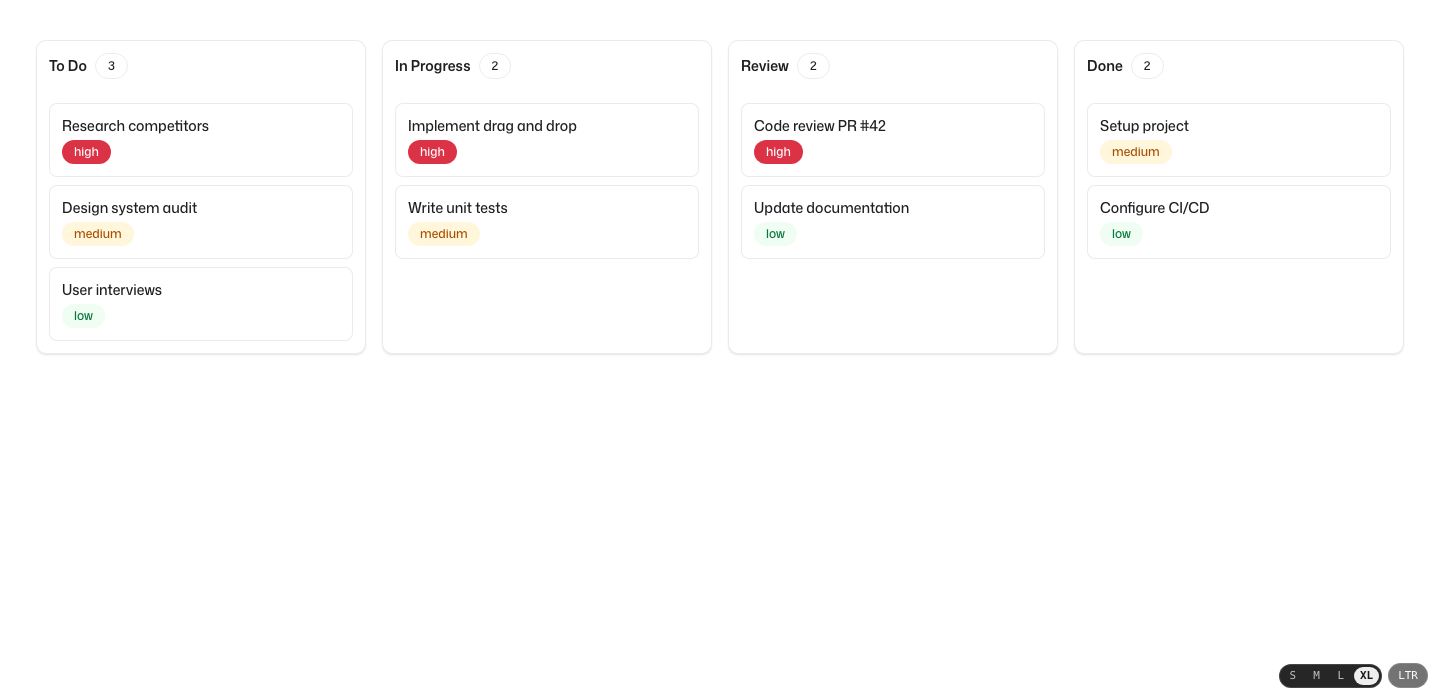 To Do 3
Research competitors
high
Design system audit
medium
User interviews
low
In Progress 2
Implement drag and drop
high
Write unit tests
medium
Review 2
Code review PR #42
high
Update documentation
low
Done 2
Setup project
medium
Configure CI/CD
low
S M L XL LTR